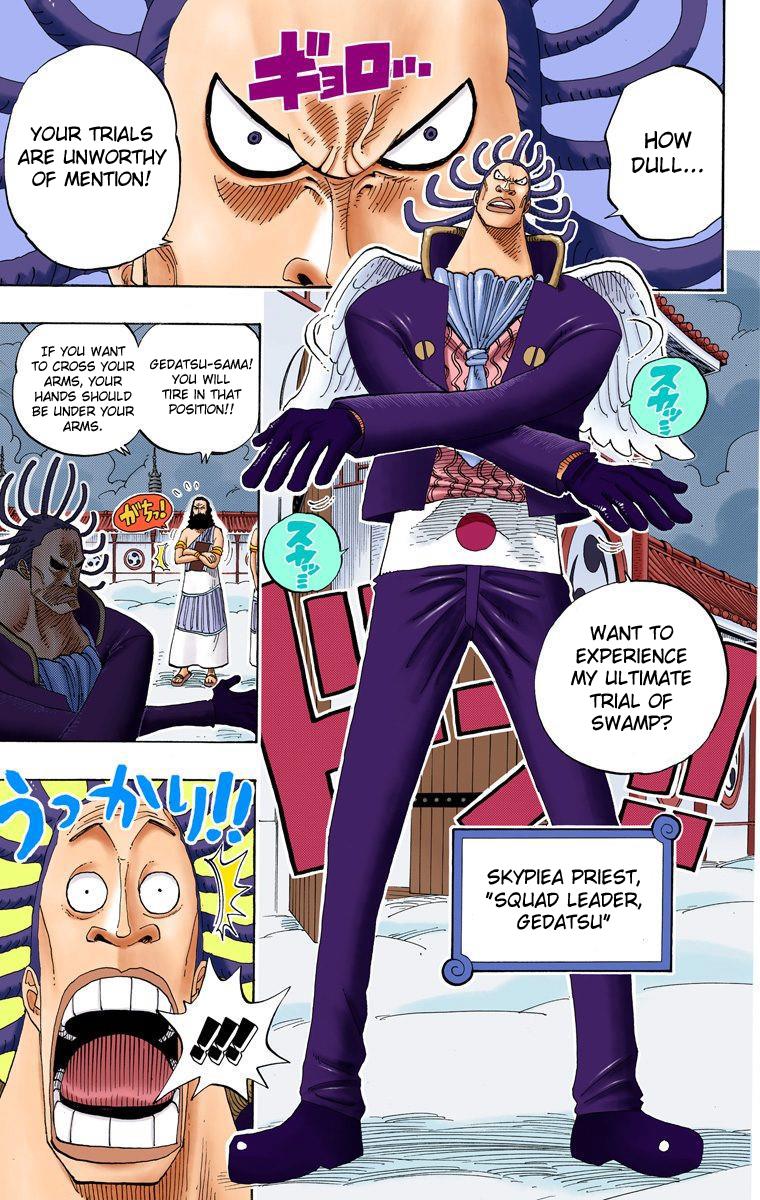 HOW
DULL...
ギョロッ…
YOUR TRIALS
ARE UNWORTHY
OF MENTION!
スカッ
スカッ
WANT TO
EXPERIENCE
MY ULTIMATE
TRIAL OF
SWAMP?
ドン!!
SKYPIEA PRIEST,
"SQUAD LEADER,
GEDATSU"
GEDATSU-SAMA!
YOU WILL
TIRE IN THAT
POSITION!!
IF YOU WANT
TO CROSS YOUR
ARMS, YOUR
HANDS SHOULD
BE UNDER YOUR
ARMS.
がちっ!
うっかり!!
!!!!